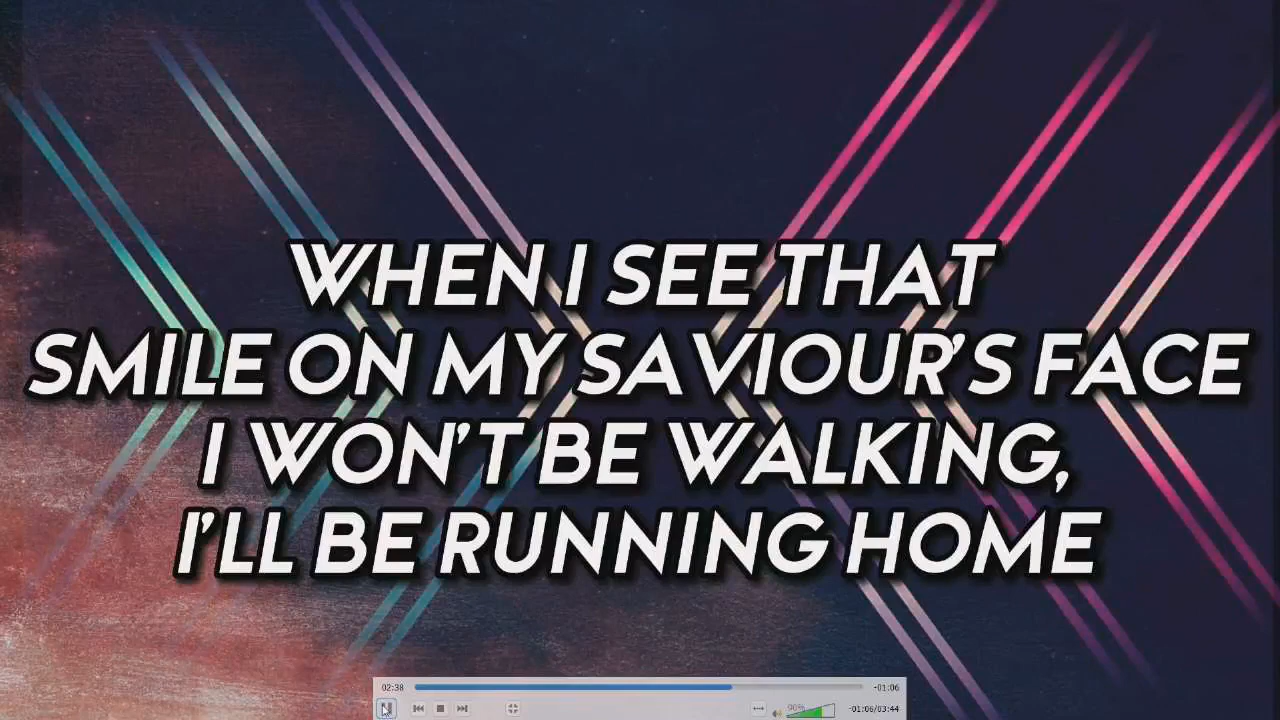 WHEN I SEE THAT
SMILE ON MY SAVIOUR'S FACE
I WON'T BE WALKING,
I'LL BE RUNNING HOME
02:38
-01:06
90%
-01:06/03:44